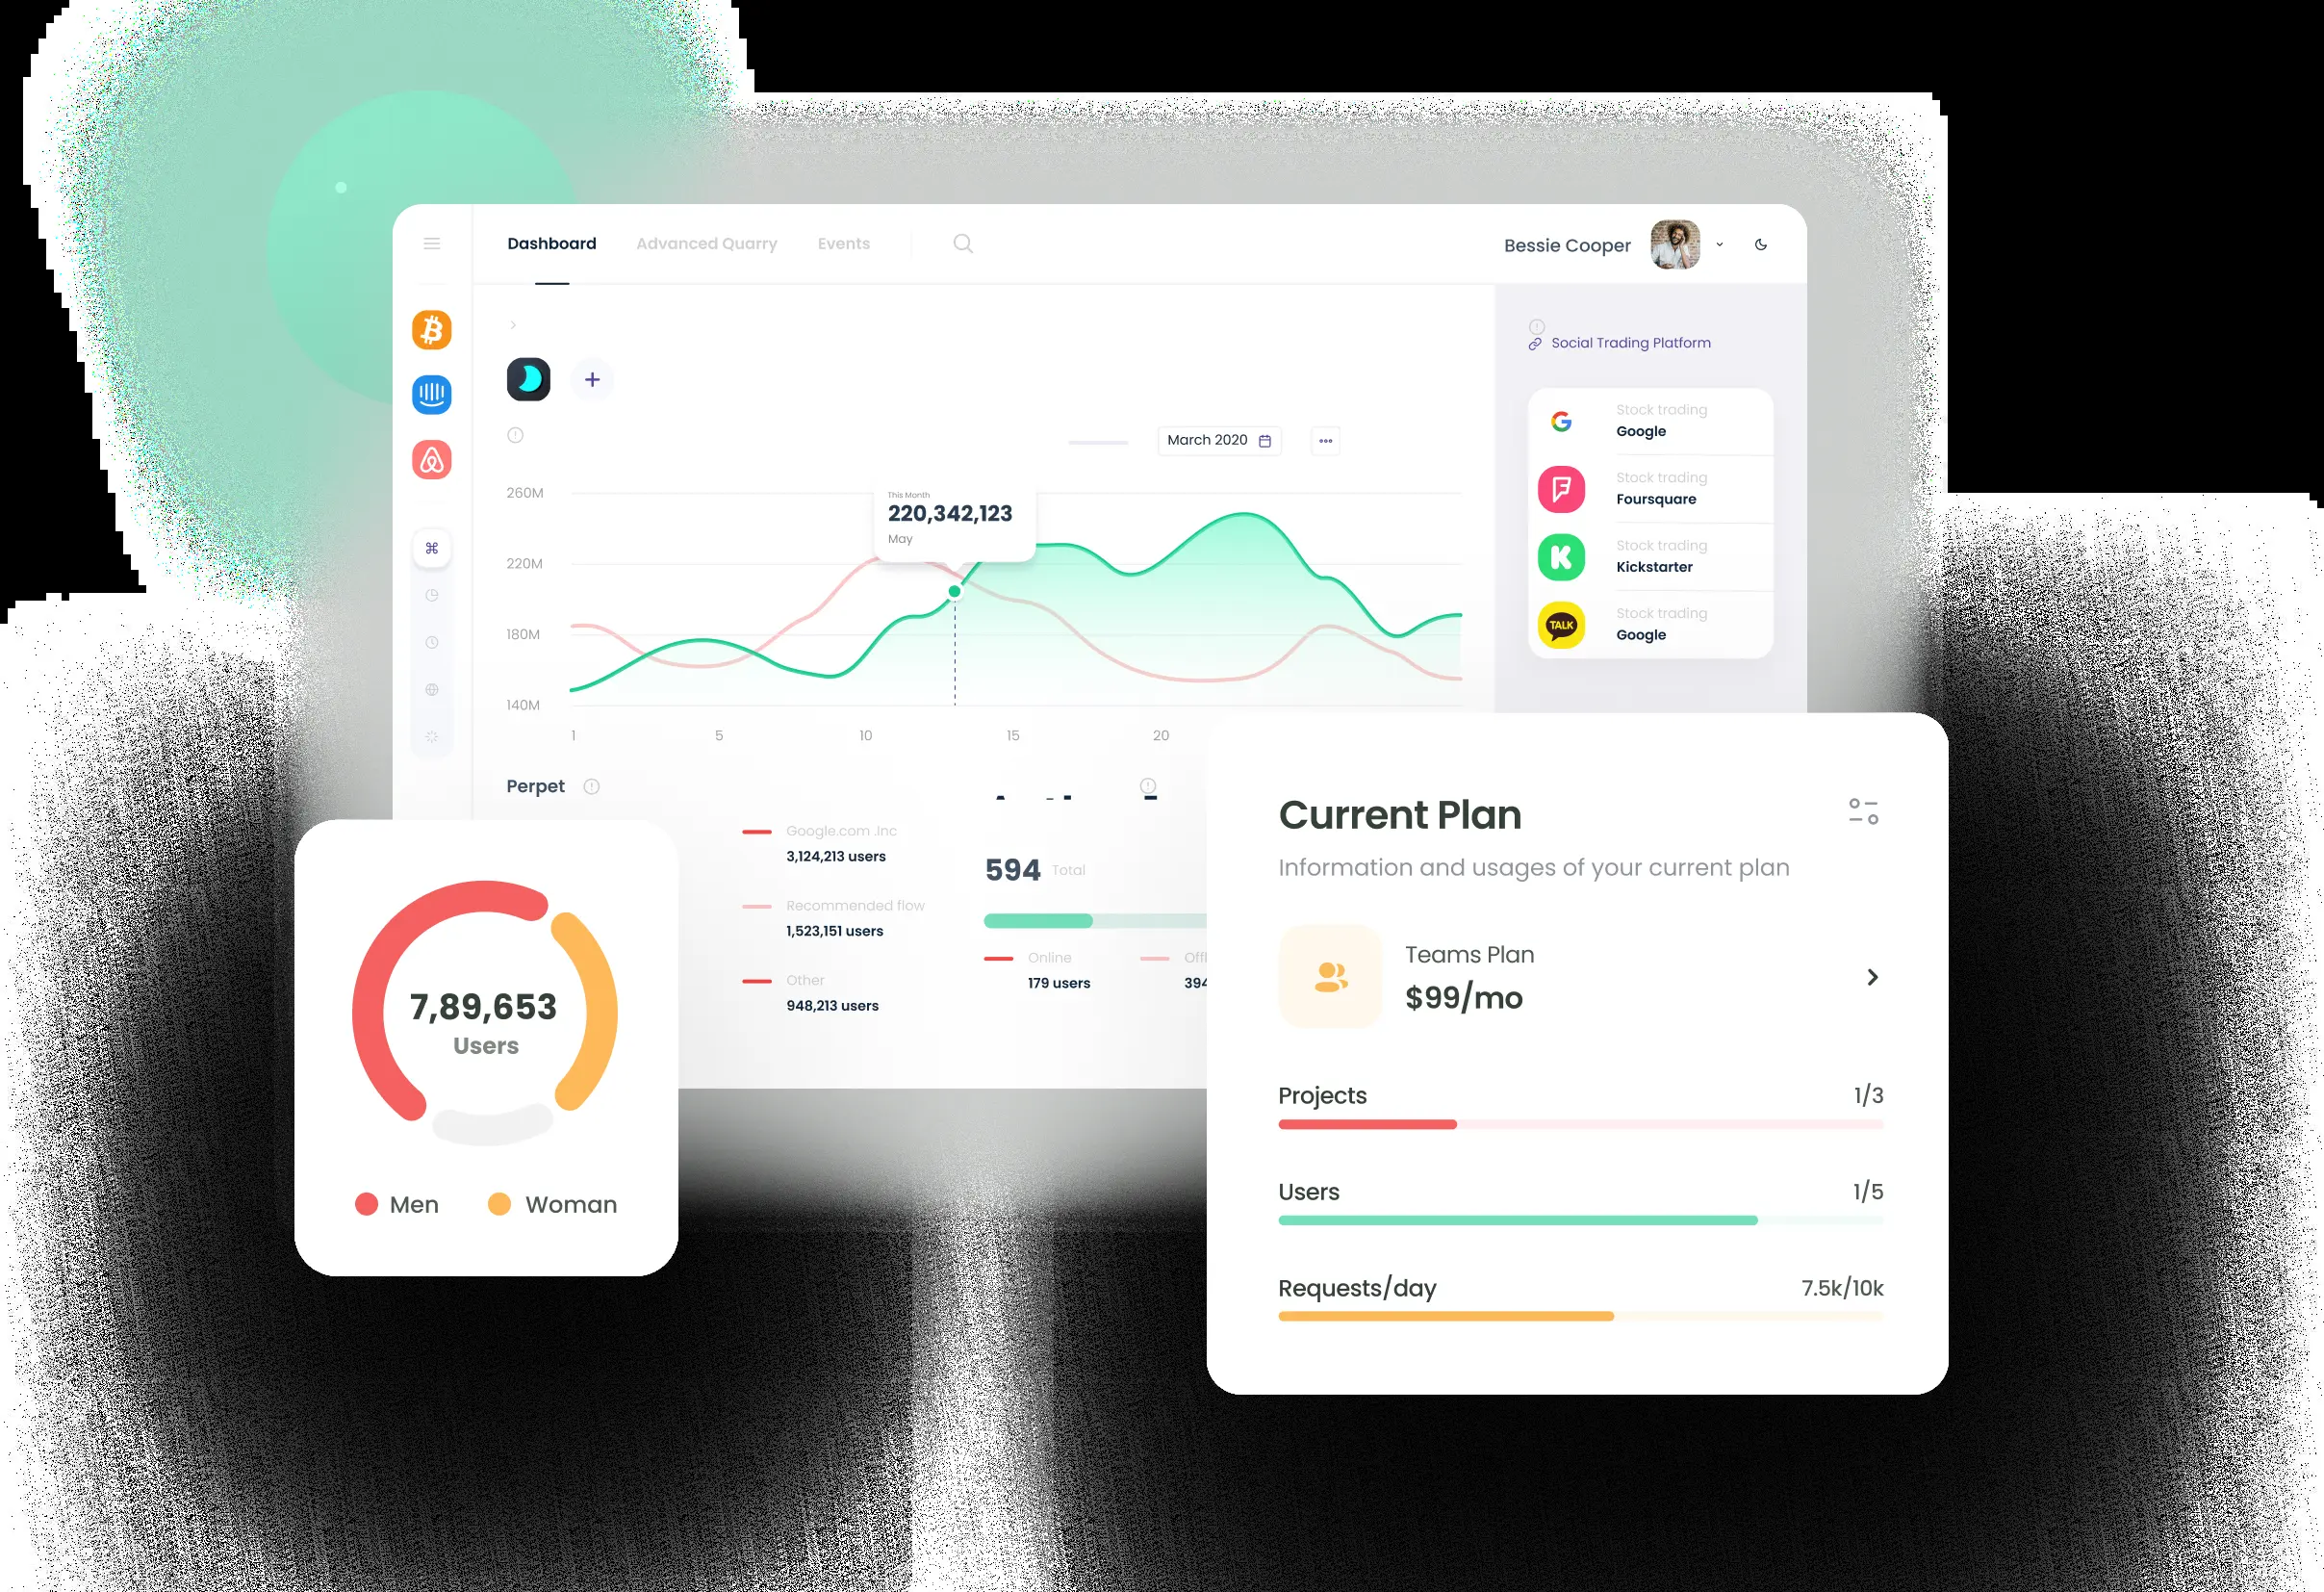 Dashboard
Advanced Quarry
Events
Bessie Cooper
Social Trading Platform
March 2020
Stock trading
Google
Stock trading
Foursquare
Stock trading
Kickstarter
TALK
Stock trading
Google
260M
220M
180M
140M
This Month
220,342,123
May
1
5
10
15
20
Perpet
Google.com .Inc
3,124,213 users
Recommended flow
1,523,151 users
Other
948,213 users
594 Total
Online
179 users
7,89,653
Users
Men
Woman
Current Plan
Information and usages of your current plan
Teams Plan
$99/mo
Projects 1/3
Users 1/5
Requests/day 7.5k/10k